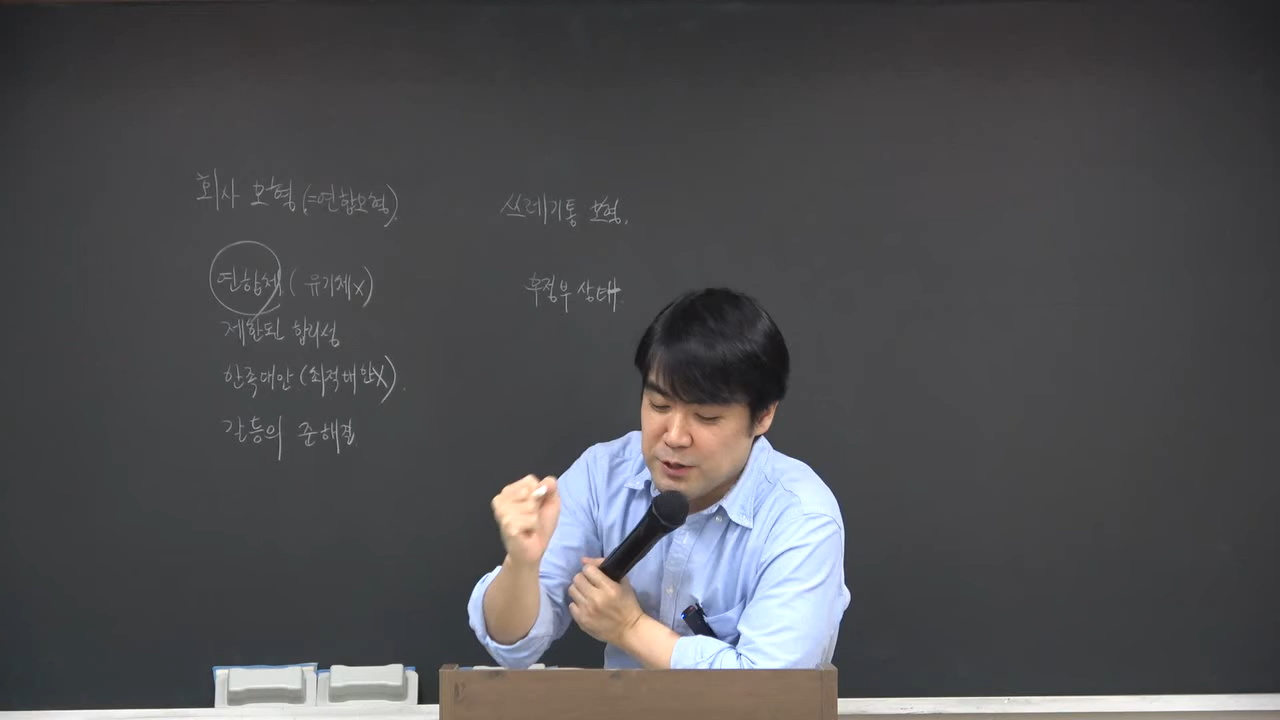 회사 모형 (=연합모형)
연합체 (유기체X)
제한된 합리성
만족대안 (최적대안X)
갈등의 준해결
쓰레기통 모형
무정부상태